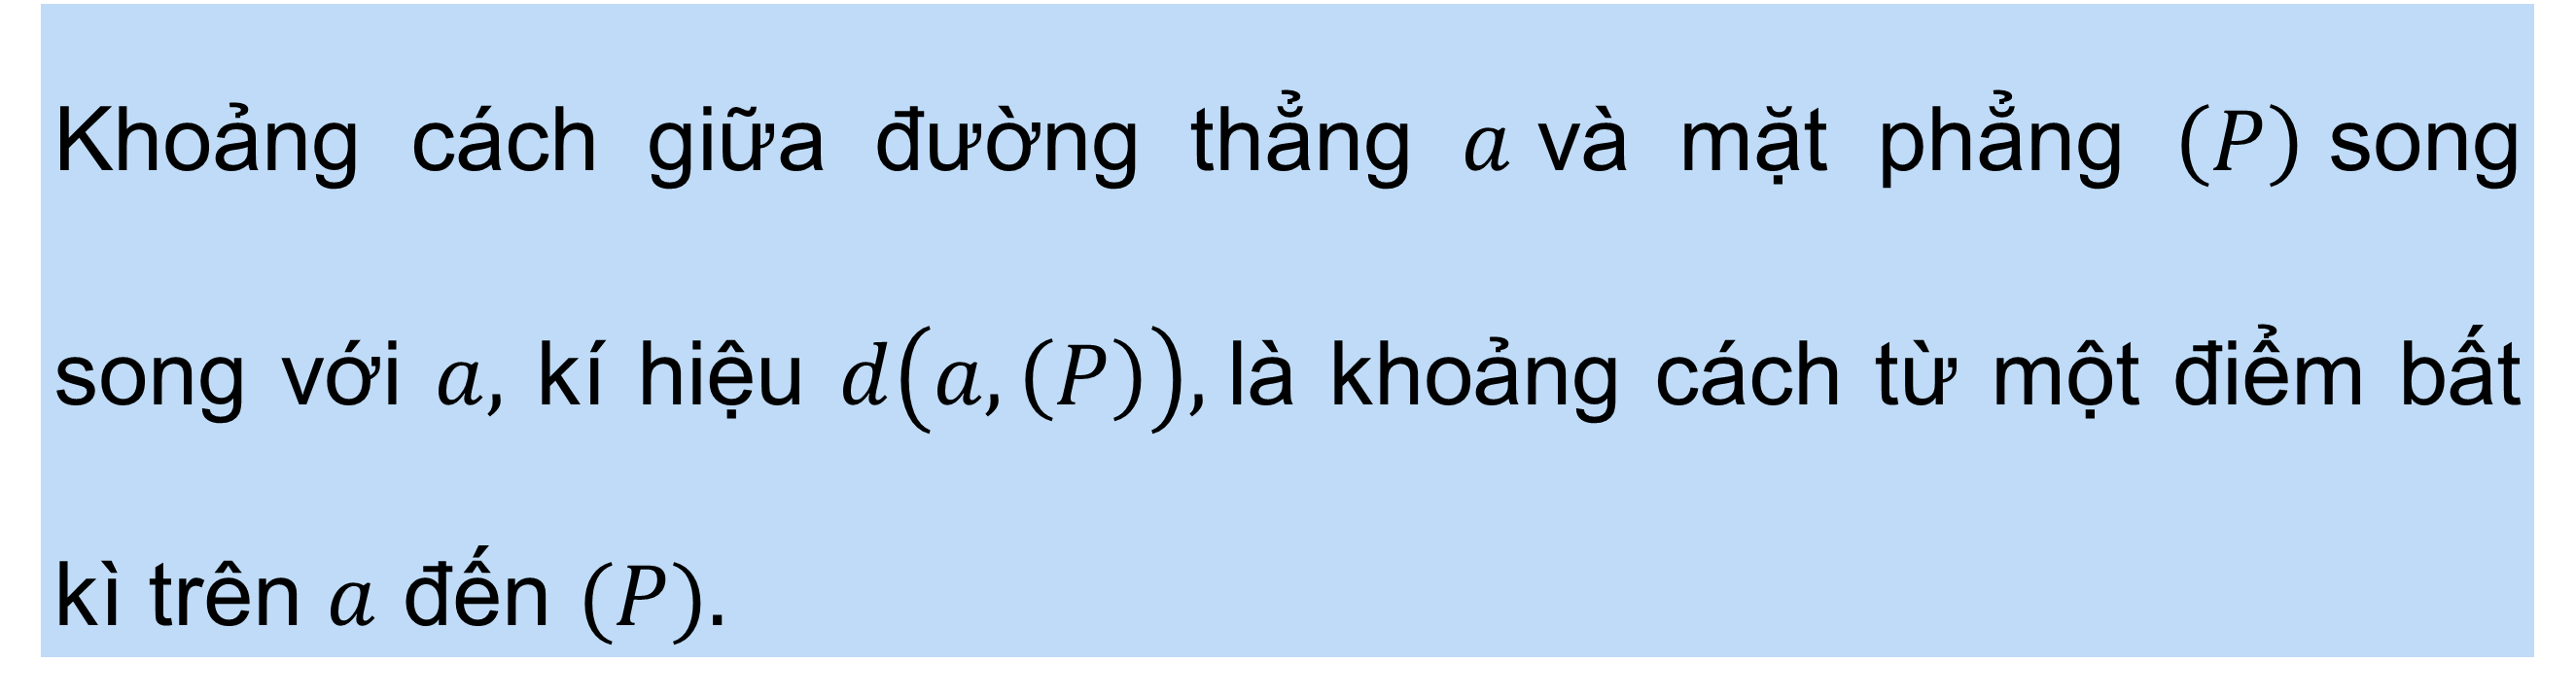 Khoảng cách giữa đường thẳng a và mặt phẳng (P) song
song với a, kí hiệu d(a, (P)), là khoảng cách từ một điểm bất
kì trên a đến (P).